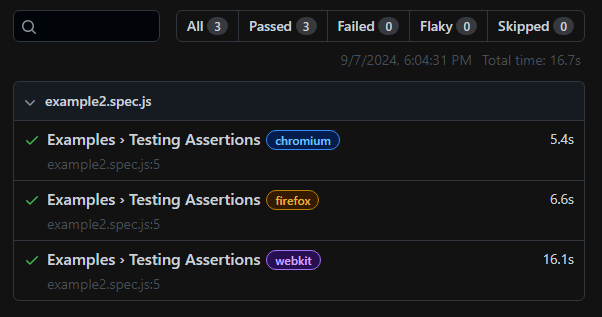 All 3 Passed 3 Failed 0 Flaky 0 Skipped 0
9/7/2024, 6:04:31 PM Total time: 16.7s
example2.spec.js
Examples › Testing Assertions chromium 5.4s
example2.spec.js:5
Examples › Testing Assertions firefox 6.6s
example2.spec.js:5
Examples › Testing Assertions webkit 16.1s
example2.spec.js:5